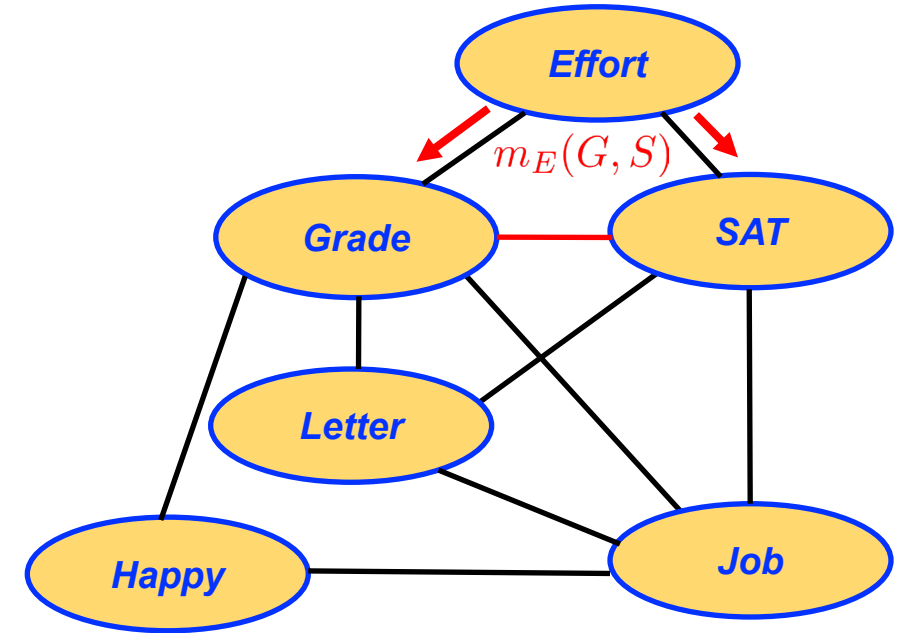 Effort
m_E(G, S)
Grade
SAT
Letter
Happy
Job